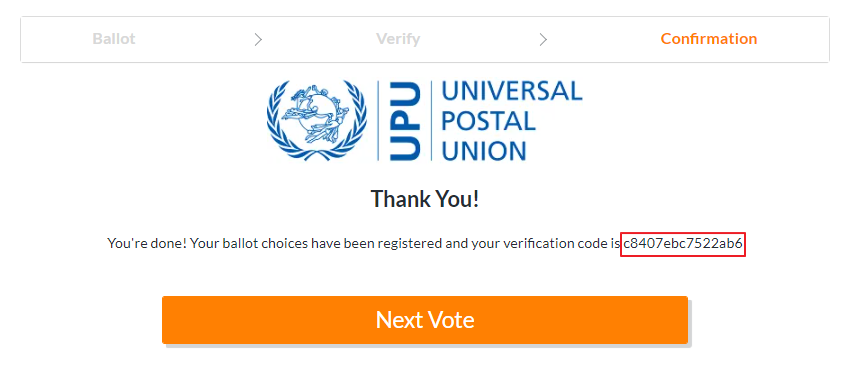 Ballot
Verify
Confirmation
UPU
UNIVERSAL
POSTAL
UNION
Thank You!
You're done! Your ballot choices have been registered and your verification code is c8407ebc7522ab6
Next Vote